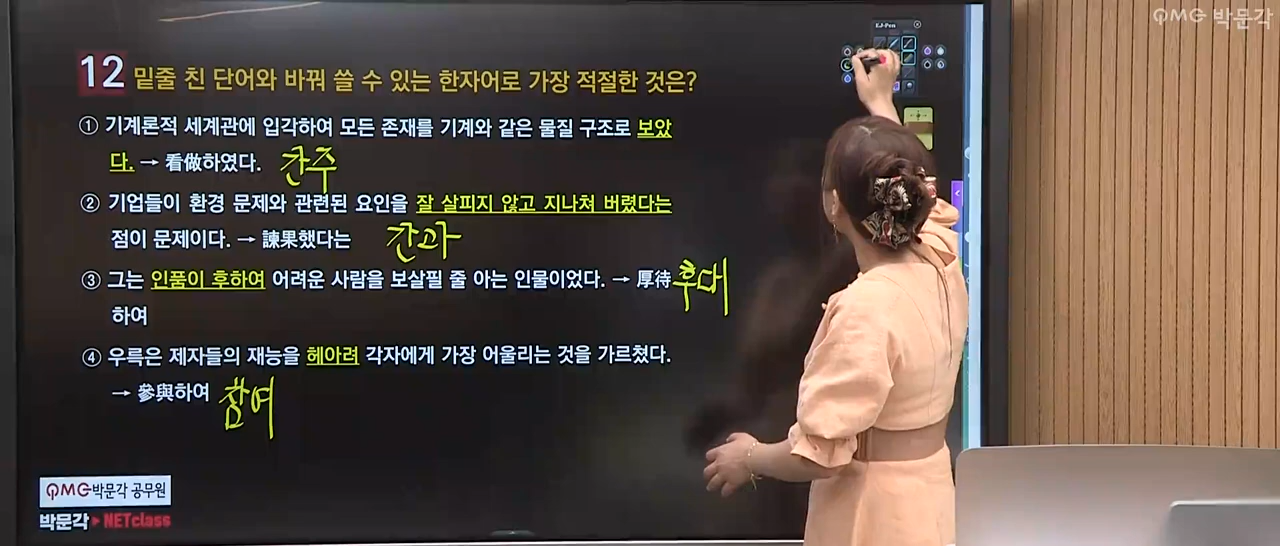 QMG 박문각
EJ-Pen
12 밑줄 친 단어와 바꿔 쓸 수 있는 한자어로 가장 적절한 것은?
① 기계론적 세계관에 입각하여 모든 존재를 기계와 같은 물질 구조로 보았
다. → 看做하였다. 간주
② 기업들이 환경 문제와 관련된 요인을 잘 살피지 않고 지나쳐 버렸다는
점이 문제이다. → 諫果했다는 간과
③ 그는 인품이 후하여 어려운 사람을 보살필 줄 아는 인물이었다. → 厚待 후대
하여
④ 우륵은 제자들의 재능을 헤아려 각자에게 가장 어울리는 것을 가르쳤다.
→ 參與하여 참여
QMG 박문각 공무원
박문각 ▶ NETclass